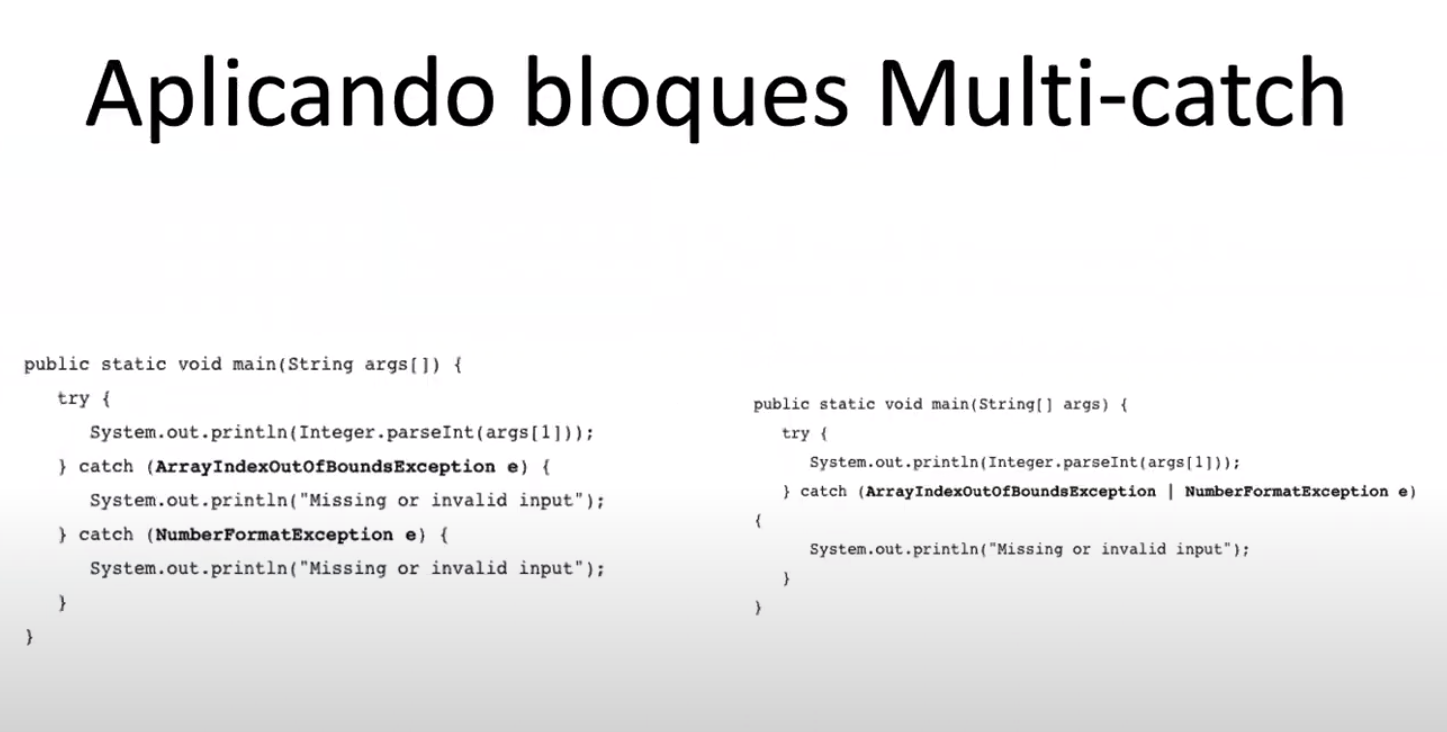 Aplicando bloques Multi-catch
public static void main(String args[]) {
try {
System.out.println(Integer.parseInt(args[1]));
} catch (ArrayIndexOutOfBoundsException e) {
System.out.println("Missing or invalid input");
} catch (NumberFormatException e) {
System.out.println("Missing or invalid input");
}
}
public static void main(String[] args) {
try {
System.out.println(Integer.parseInt(args[1]));
} catch (ArrayIndexOutOfBoundsException | NumberFormatException e)
{
System.out.println("Missing or invalid input");
}
}